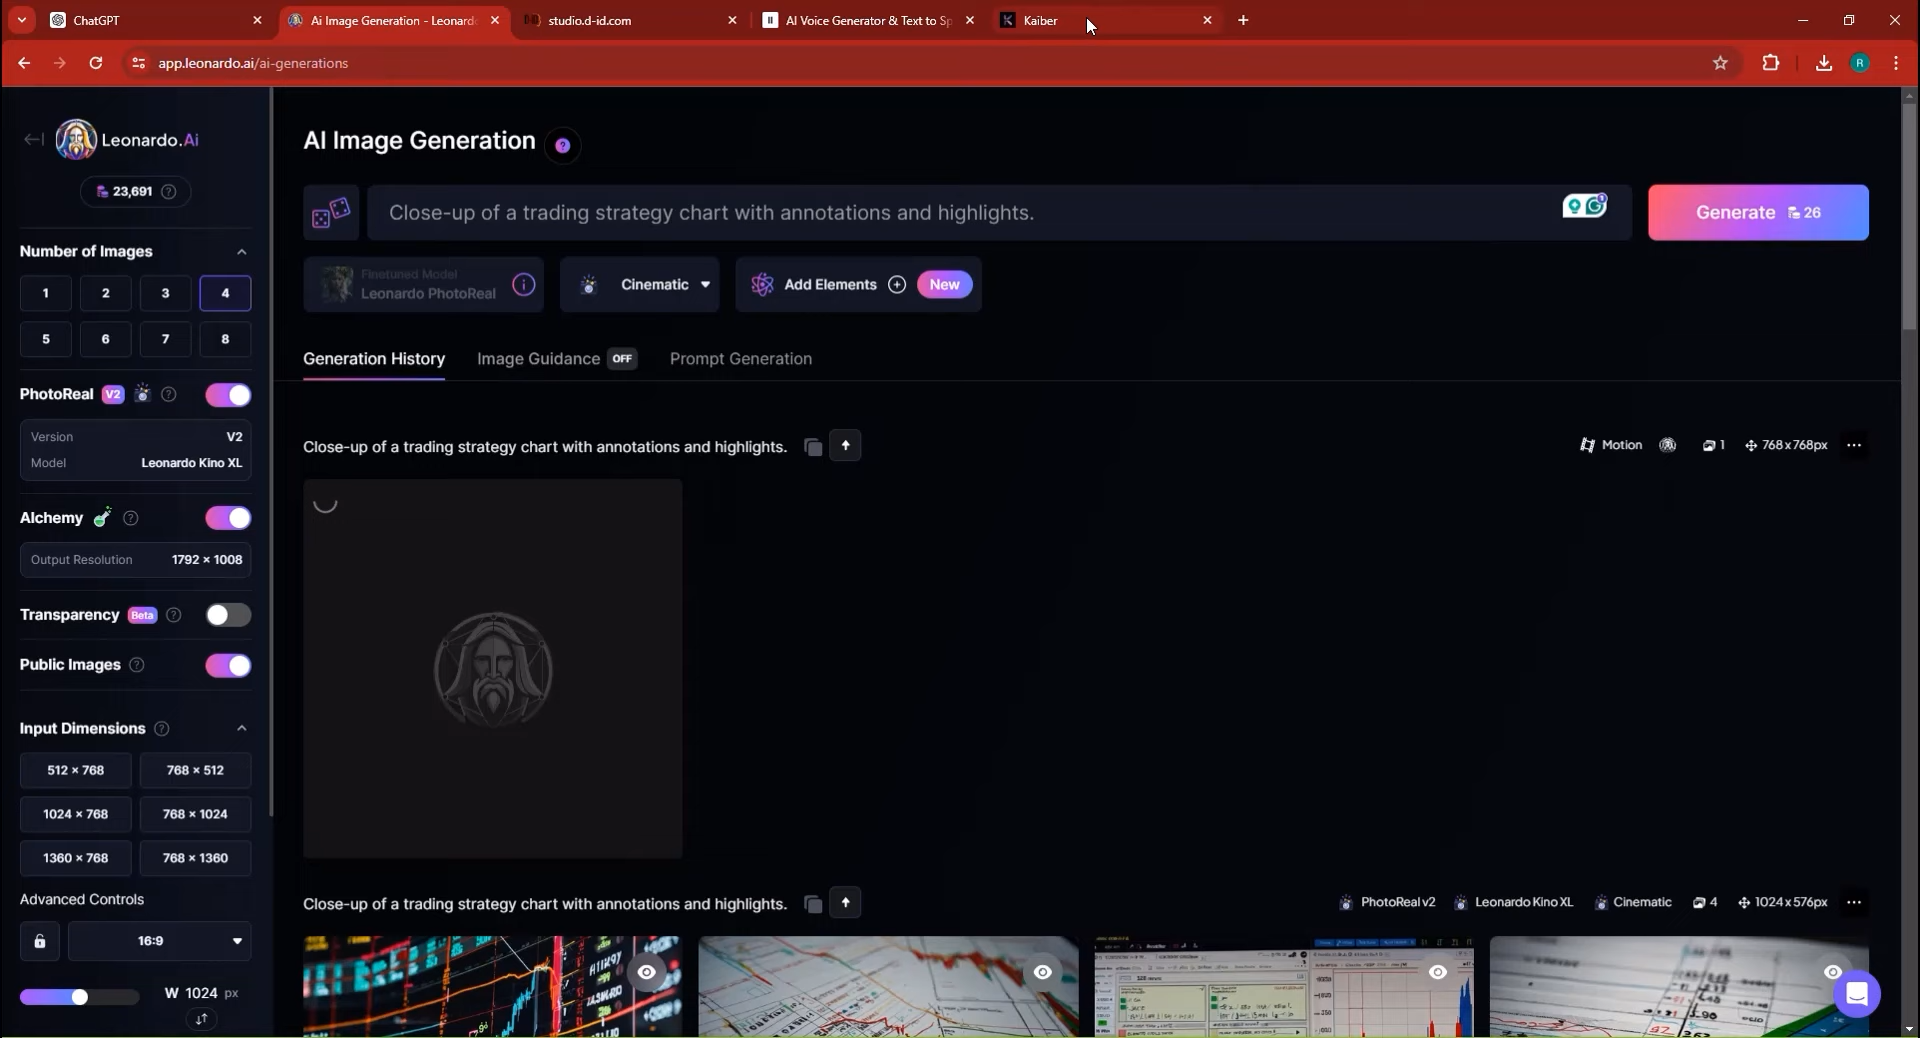 ChatGPT
Ai Image Generation - Leonard
studio.d-id.com
AI Voice Generator & Text to Sp
Kaiber
app.leonardo.ai/ai-generations
R
Leonardo.Ai
23,691
Number of Images
1 2 3 4
5 6 7 8
PhotoReal V2
Version V2
Model Leonardo Kino XL
Alchemy
Output Resolution 1792 × 1008
Transparency Beta
Public Images
Input Dimensions
512 × 768 768 × 512
1024 × 768 768 × 1024
1360 × 768 768 × 1360
Advanced Controls
16:9
W 1024 px
AI Image Generation
Close-up of a trading strategy chart with annotations and highlights.
Generate 26
Finetuned Model
Leonardo PhotoReal
Cinematic
Add Elements
New
Generation History Image Guidance OFF Prompt Generation
Close-up of a trading strategy chart with annotations and highlights.
Motion 1 768x768px
Close-up of a trading strategy chart with annotations and highlights.
PhotoReal v2 Leonardo Kino XL Cinematic 4 1024x576px